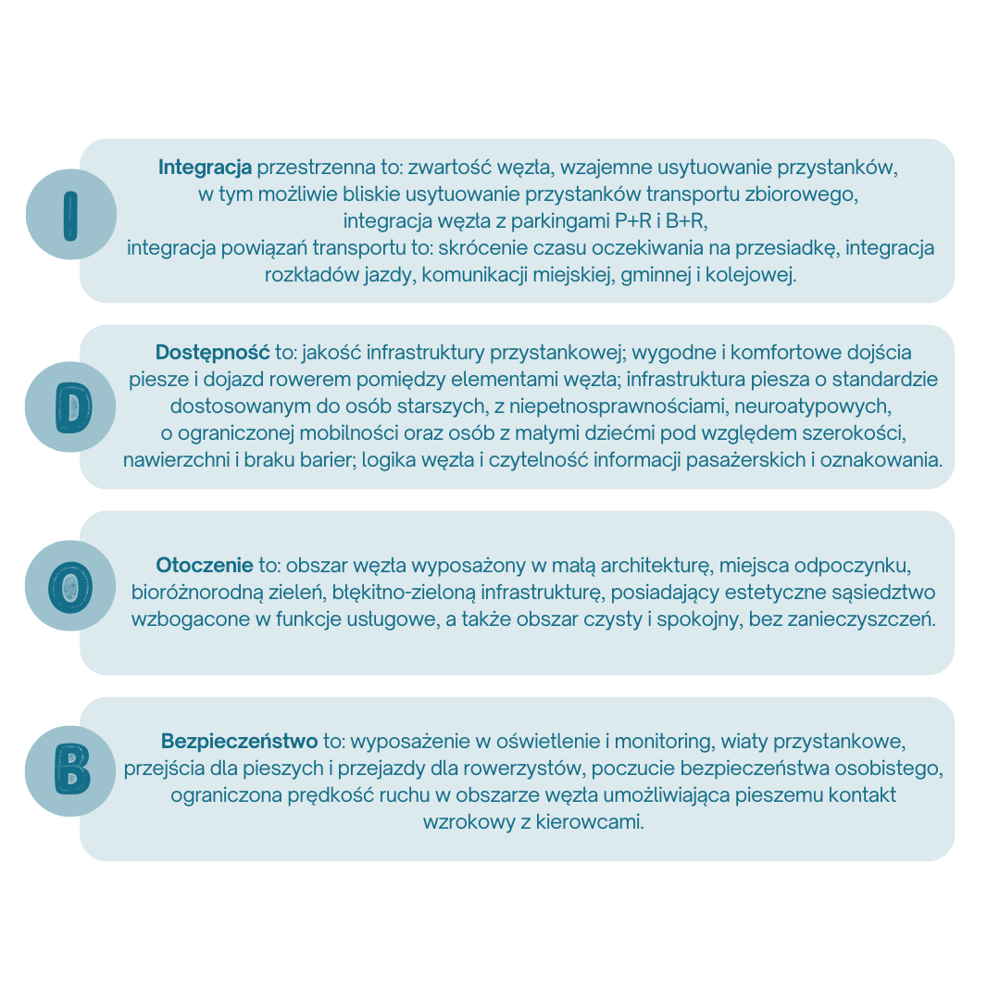 I
Integracja przestrzenna to: zwartość węzła, wzajemne usytuowanie przystanków,
w tym możliwie bliskie usytuowanie przystanków transportu zbiorowego,
integracja węzła z parkingami P+R i B+R,
integracja powiązań transportu to: skrócenie czasu oczekiwania na przesiadkę, integracja
rozkładów jazdy, komunikacji miejskiej, gminnej i kolejowej.
D
Dostępność to: jakość infrastruktury przystankowej; wygodne i komfortowe dojścia
piesze i dojazd rowerem pomiędzy elementami węzła; infrastruktura piesza o standardzie
dostosowanym do osób starszych, z niepełnosprawnościami, neuroatypowych,
o ograniczonej mobilności oraz osób z małymi dziećmi pod względem szerokości,
nawierzchni i braku barier; logika węzła i czytelność informacji pasażerskich i oznakowania.
O
Otoczenie to: obszar węzła wyposażony w małą architekturę, miejsca odpoczynku,
bioróżnorodną zieleń, błękitno-zieloną infrastrukturę, posiadający estetyczne sąsiedztwo
wzbogacone w funkcje usługowe, a także obszar czysty i spokojny, bez zanieczyszczeń.
B
Bezpieczeństwo to: wyposażenie w oświetlenie i monitoring, wiaty przystankowe,
przejścia dla pieszych i przejazdy dla rowerzystów, poczucie bezpieczeństwa osobistego,
ograniczona prędkość ruchu w obszarze węzła umożliwiająca pieszemu kontakt
wzrokowy z kierowcami.